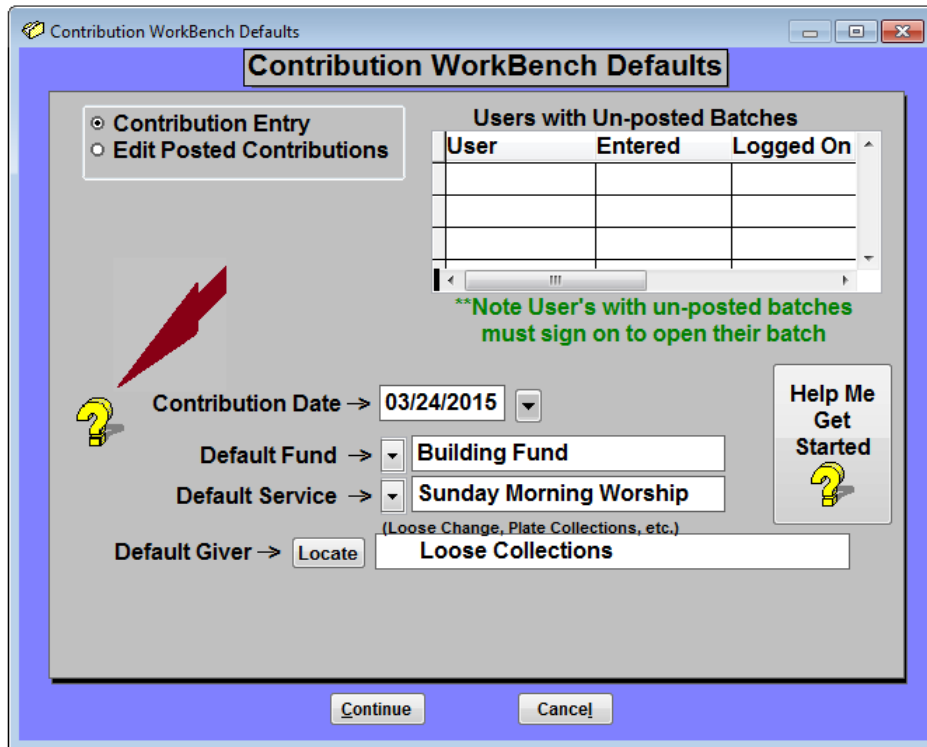 Contribution WorkBench Defaults
Contribution WorkBench Defaults
Contribution Entry
Edit Posted Contributions
Users with Un-posted Batches
User Entered Logged On
**Note User's with un-posted batches
must sign on to open their batch
Contribution Date -> 03/24/2015
Help Me
Get
Started
Default Fund -> Building Fund
Default Service -> Sunday Morning Worship
(Loose Change, Plate Collections, etc.)
Default Giver -> Locate Loose Collections
Continue Cancel